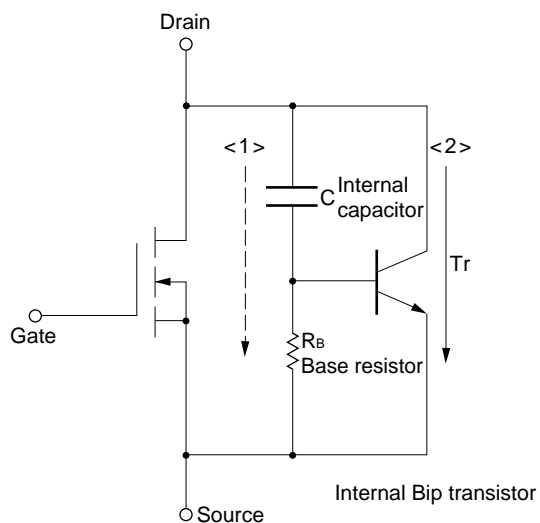 Drain
<1>
<2>
C
Internal
capacitor
Tr
Gate
RB
Base resistor
Internal Bip transistor
Source